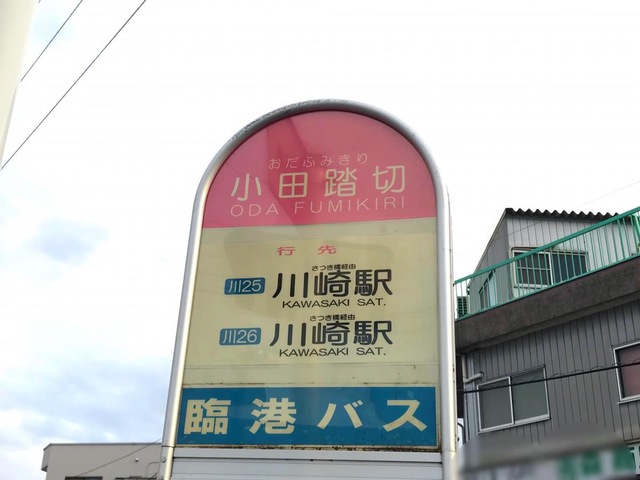 おだふみきり
小田踏切
ODA FUMIKIRI
行先
さつき橋経由
川25 川崎駅
KAWASAKI SAT.
さつき橋経由
川26 川崎駅
KAWASAKI SAT.
臨港バス